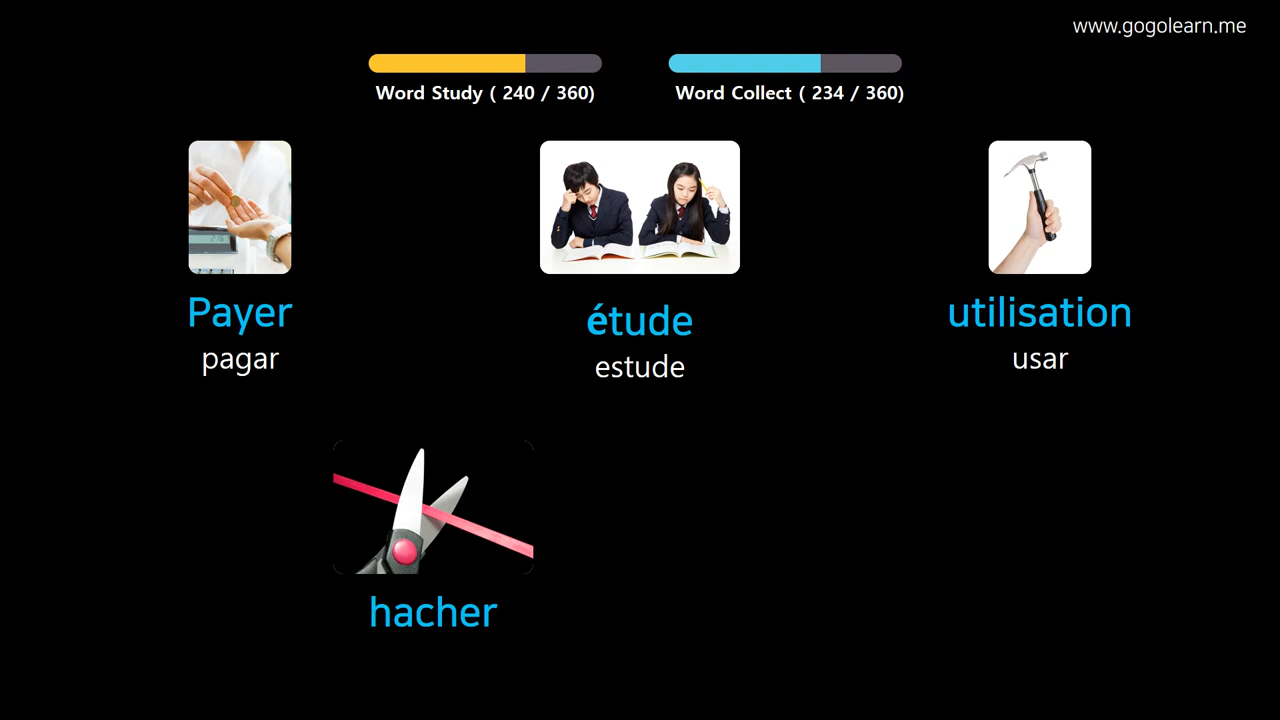 www.gogolearn.me
Word Study ( 240 / 360)
Word Collect ( 234 / 360)
Payer
pagar
étude
estude
utilisation
usar
hacher